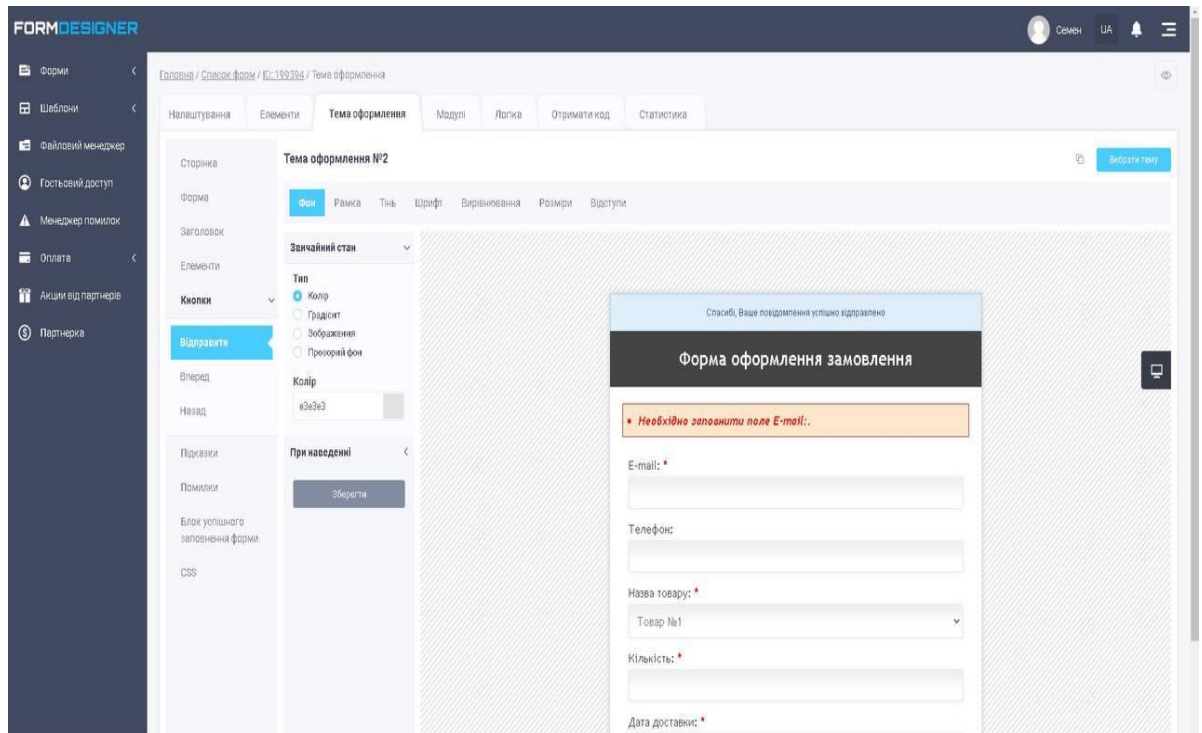 FORMDESIGNER
Семен UA
Форми
Шаблони
Файловий менеджер
Гостьовий доступ
Менеджер помилок
Оплата
Акции від партнерів
Партнерка
Головна / Список форм / ID: 199394 / Тема оформлення
Налаштування Елементи Тема оформлення Модулі Логіка Отримати код Статистика
Сторінка
Форма
Заголовок
Елементи
Кнопки
Відправити
Вперед
Назад
Підказки
Помилки
Блок успішного
заповнення форми
CSS
Тема оформлення №2
Вибрати тему
Фон Рамка Тінь Шрифт Вирівнювання Розміри Відступи
Звичайний стан
Тип
Колір
Градієнт
Зображення
Прозорий фон
Колір
e3e3e3
При наведенні
Зберегти
Спасибі, Ваше повідомлення успішно відправлено
Форма оформлення замовлення
Необхідно заповнити поле E-mail:.
E-mail: *
Телефон:
Назва товару: *
Товар №1
Кількість: *
Дата доставки: *